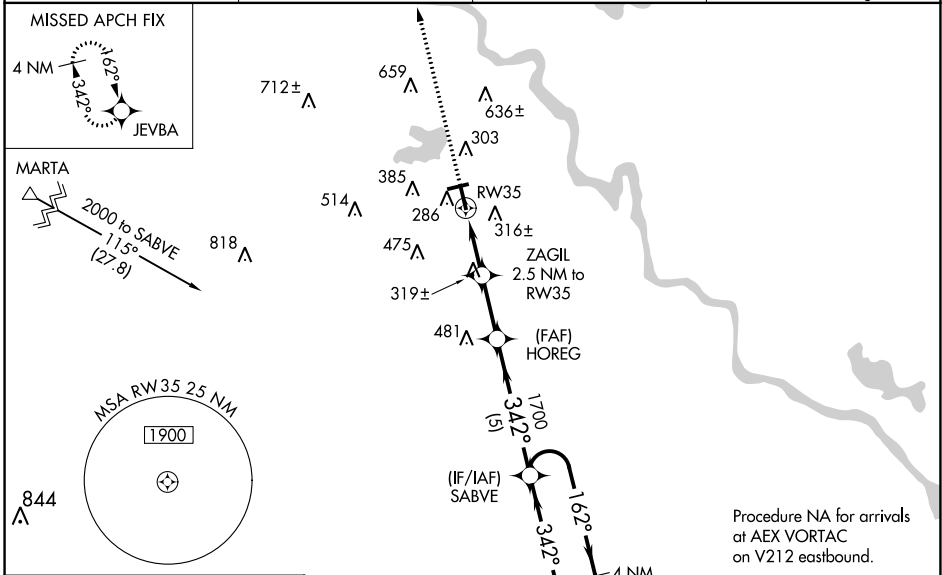 MISSED APCH FIX
4 NM
162°
342°
JEVBA
MARTA
2000 to SABVE
115°
(27.8)
712±
659
636±
303
385
514
286
RW35
316±
818
475
ZAGIL
2.5 NM to
RW35
319±
481
(FAF)
HOREG
1700
342°
(5)
(IF/IAF)
SABVE
162°
342°
4 NM
MSA RW35 25 NM
1900
844
Procedure NA for arrivals
at AEX VORTAC
on V212 eastbound.